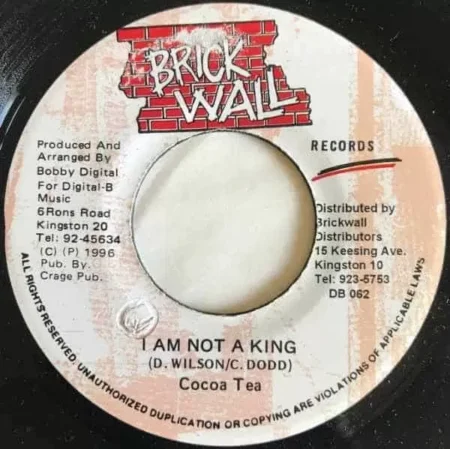 BRICK
WALL
RECORDS
Produced And
Arranged By
Bobby Digital
For Digital-B
Music
6Rons Road
Kingston 20
Tel: 92-45634
(C) (P) 1996
Pub. By.
Crage Pub.
Distributed by
Brickwall
Distributors
15 Keesing Ave.
Kingston 10
Tel: 923-5753
DB 062
I AM NOT A KING
(D. WILSON/C. DODD)
Cocoa Tea
ALL RIGHTS RESERVED. UNAUTHORIZED DUPLICATION OR COPYING ARE VIOLATIONS OF APPLICABLE LAWS